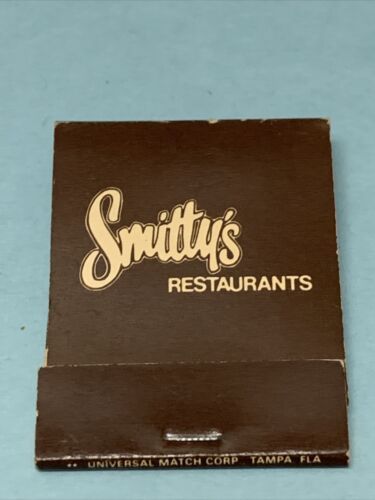 Smitty's
RESTAURANTS
** UNIVERSAL MATCH CORP. TAMPA, FLA